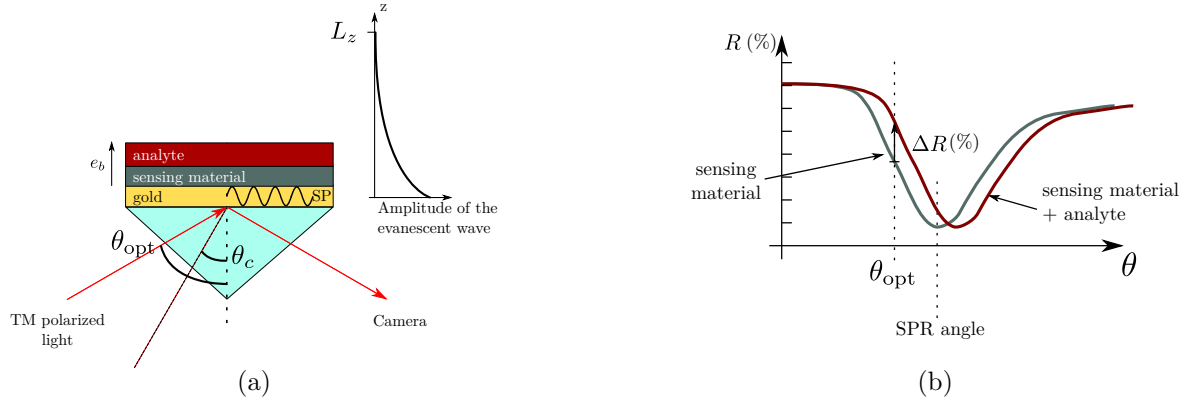 z
L_z
analyte
e_b
sensing material
gold
SP
Amplitude of the
evanescent wave
θ_opt
θ_c
TM polarized
light
Camera
(a)
R (%)
ΔR(%)
sensing
material
sensing material
+ analyte
θ_opt
θ
SPR angle
(b)